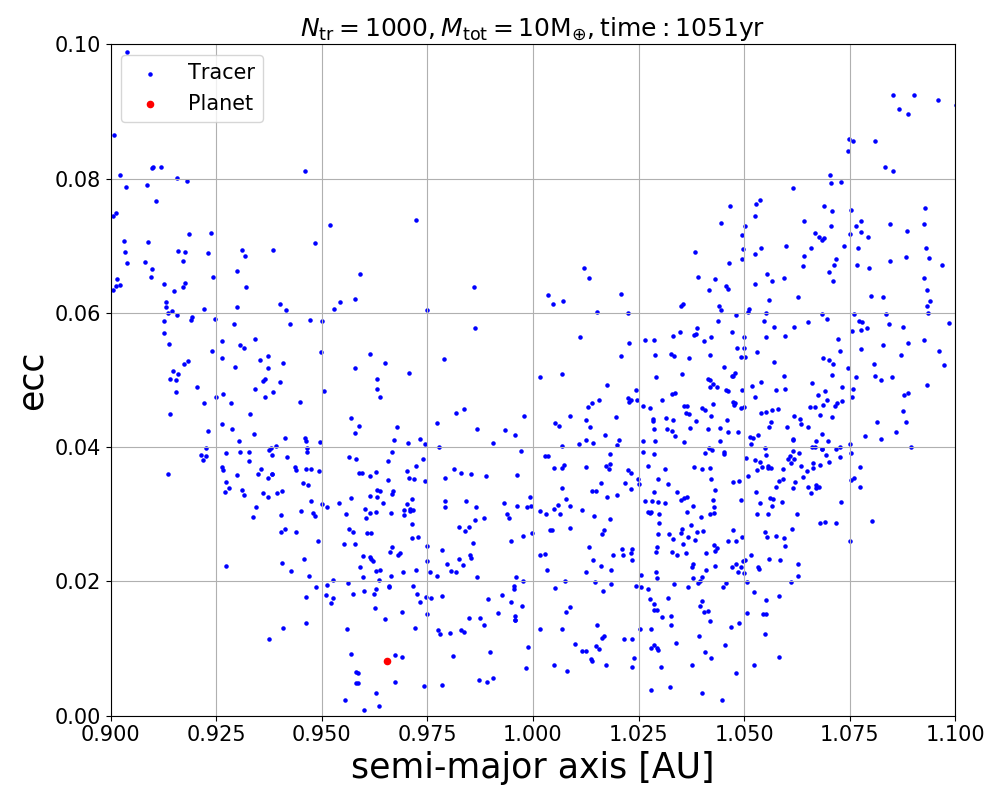 N_tr = 1000, M_tot = 10M_⊕, time : 1051yr
Tracer
Planet
ecc
0.10
0.08
0.06
0.04
0.02
0.00
0.900 0.925 0.950 0.975 1.000 1.025 1.050 1.075 1.100
semi-major axis [AU]